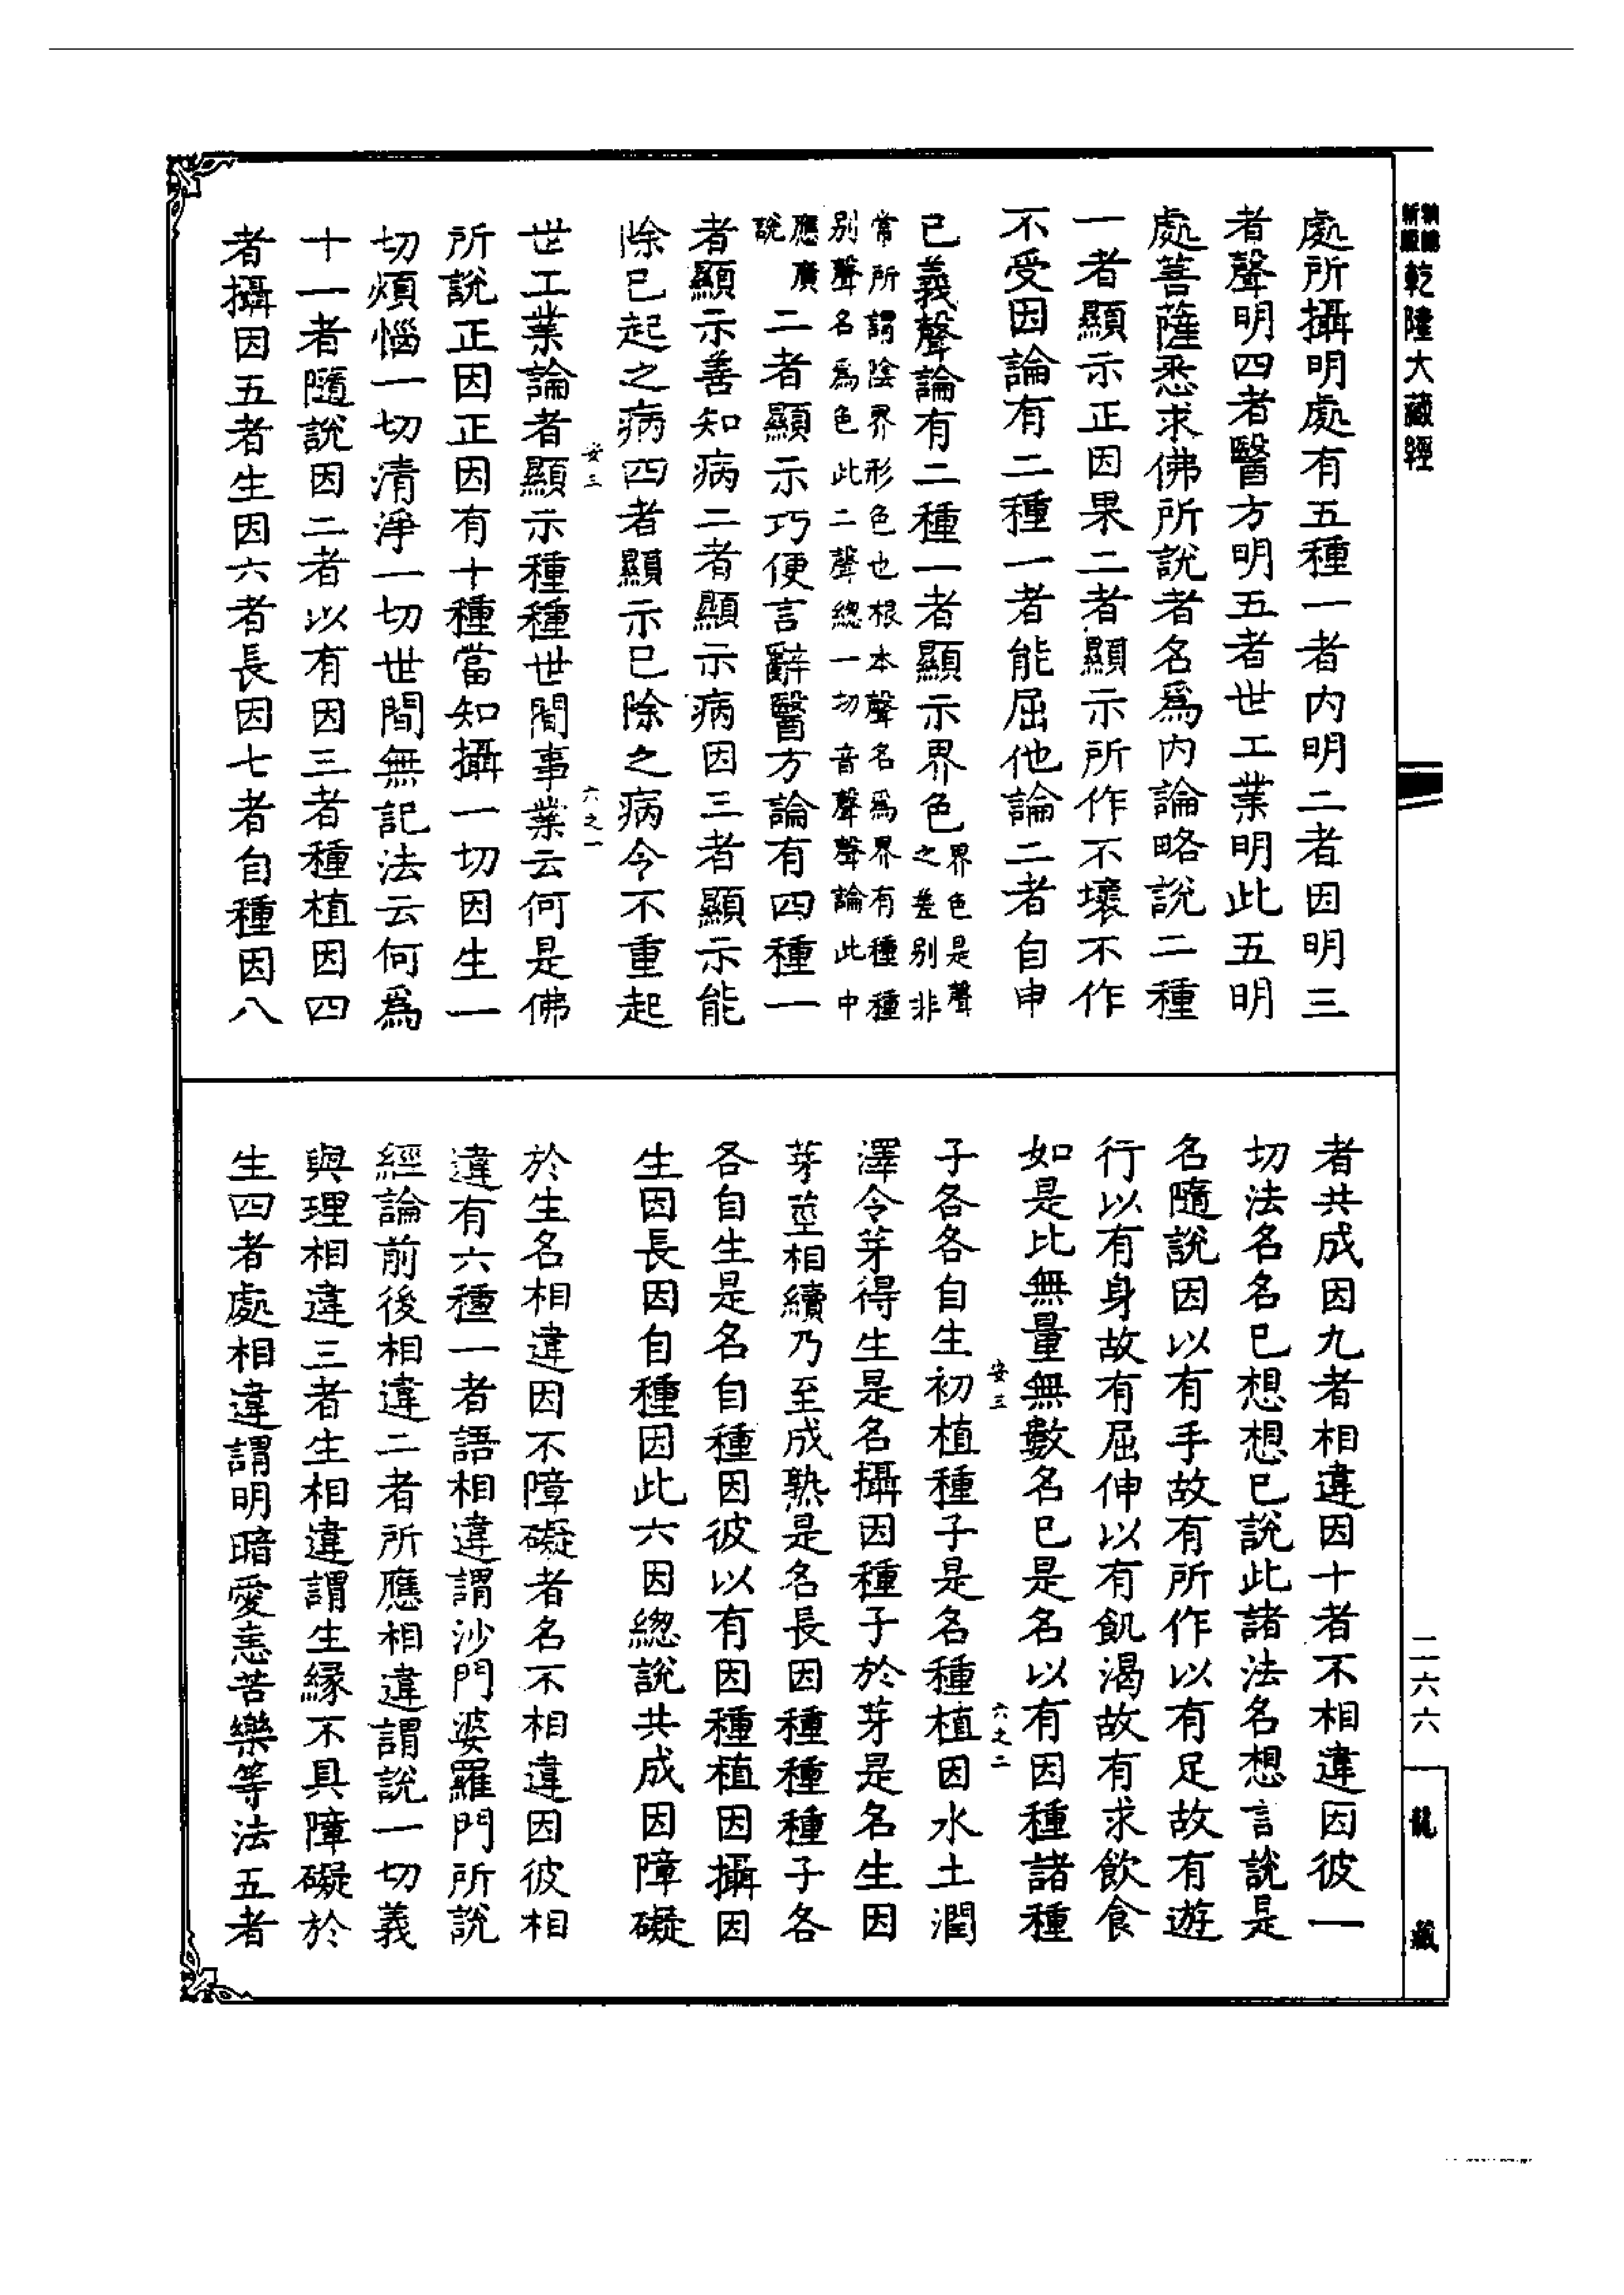 乾隆大藏經
處所攝明處有五種一者内明二者因明三
者聲明四者醫方明五者世工業明此五明
處菩薩悉求佛所說者名爲内論略說二種
一者顯示正因果二者顯示所作不壞不作
不受因論有二種一者能屈他論二者自申
已義聲論有二種一者顯示界色界色是聲之差别非
常所謂陰界形色也根本聲名爲界有種種
别聲名爲色此二聲總一切音聲聲論此中
應廣說二者顯示巧便言辭醫方論有四種一
者顯示善知病二者顯示病因三者顯示能
除已起之病四者顯示已除之病令不重起
安三 六之一
世工業論者顯示種種世間事業云何是佛
所說正因正因有十種當知攝一切因生一
切煩惱一切清淨一切世間無記法云何爲
十一者隨說因二者以有因三者種植因四
者攝因五者生因六者長因七者自種因八
者共成因九者相違因十者不相違因彼一
切法名名已想想已說此諸法名想言說是
名隨說因以有手故有所作以有足故有遊
行以有身故有屈伸以有飢渴故有求飲食
如是比無量無數名已是名以有因種諸種
安三 六之二
子各各自生初植種子是名種植因水土潤
澤令芽得生是名攝因種子於芽是名生因
芽莖相續乃至成熟是名長因種種種子各
各自生是名自種因彼以有因種植因攝因
生因長因自種因此六因總說共成因障礙
於生名相違因不障礙者名不相違因彼相
違有六種一者語相違謂沙門婆羅門所說
經論前後相違二者所應相違謂說一切義
與理相違三者生相違謂生緣不具障礙於
生四者處相違謂明暗愛恚苦樂等法五者
二六六
龍藏